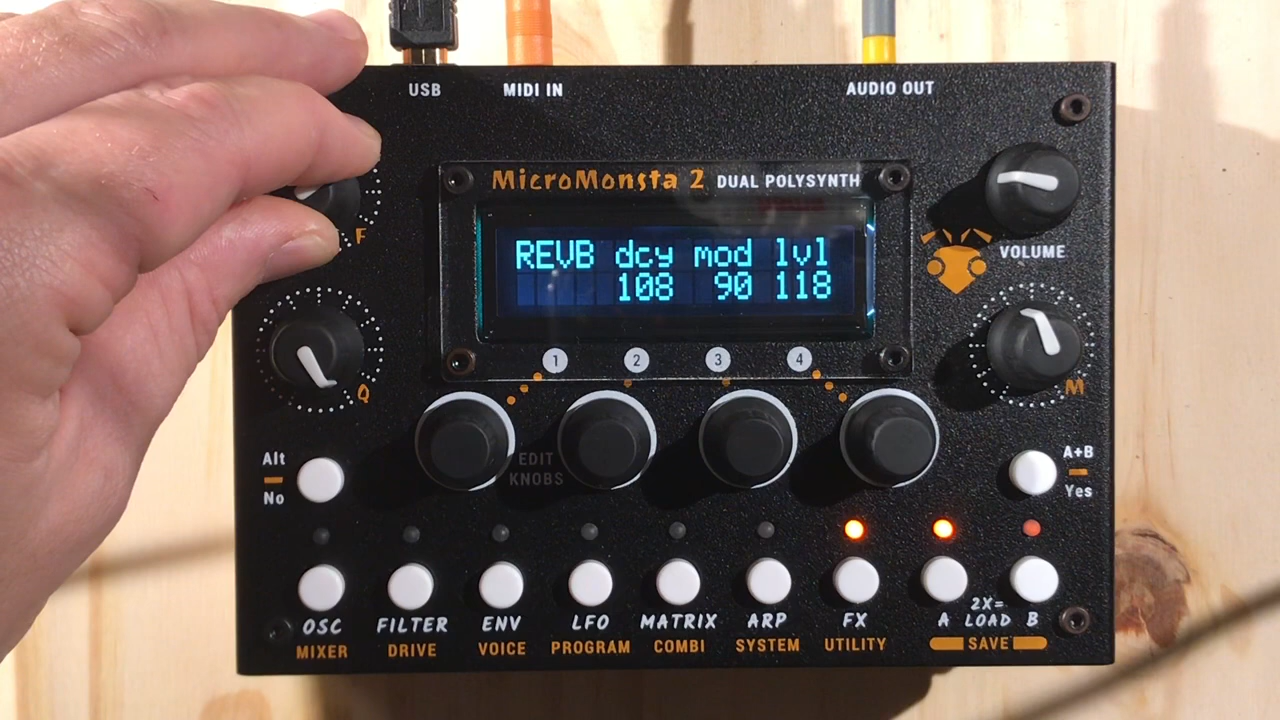 USB MIDI IN AUDIO OUT
MicroMonsta 2 DUAL POLYSYNTH
F
REVB dcy mod lvl
108 90 118
VOLUME
1 2 3 4
Q
M
EDIT
KNOBS
Alt
No
A+B
Yes
OSC FILTER ENV LFO MATRIX ARP FX A 2X= LOAD B
MIXER DRIVE VOICE PROGRAM COMBI SYSTEM UTILITY SAVE